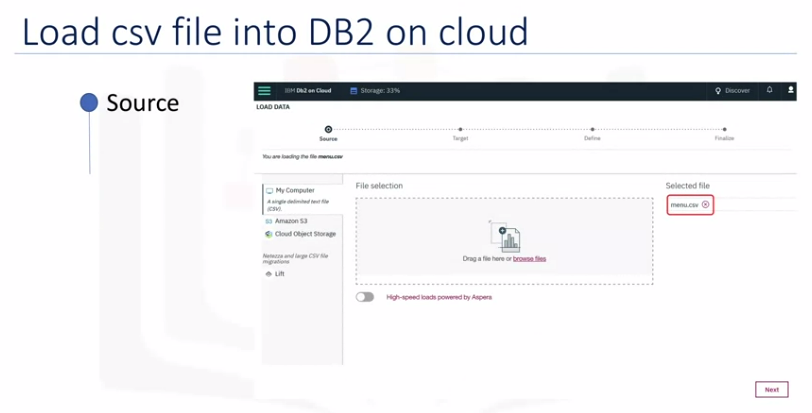 Load csv file into DB2 on cloud
Source
IBM Db2 on Cloud
Storage: 33%
Discover
LOAD DATA
Source
Target
Define
Finalize
You are loading the file menu.csv
My Computer
A single delimited text file
(CSV).
Amazon S3
Cloud Object Storage
Netezza and large CSV file
migrations
Lift
File selection
Drag a file here or browse files
High-speed loads powered by Aspera
Selected file
menu.csv
Next